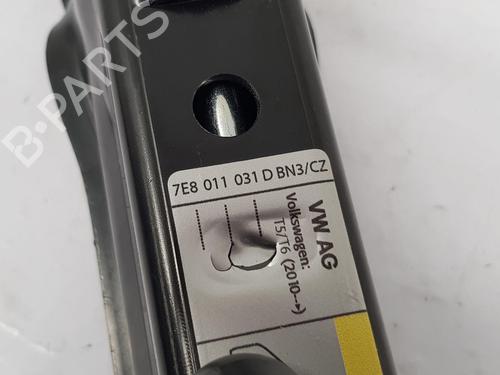 B-PARTS
7E8 011 031 D BN3/CZ
VW AG
Volkswagen:
T5/T6 (2010-->)